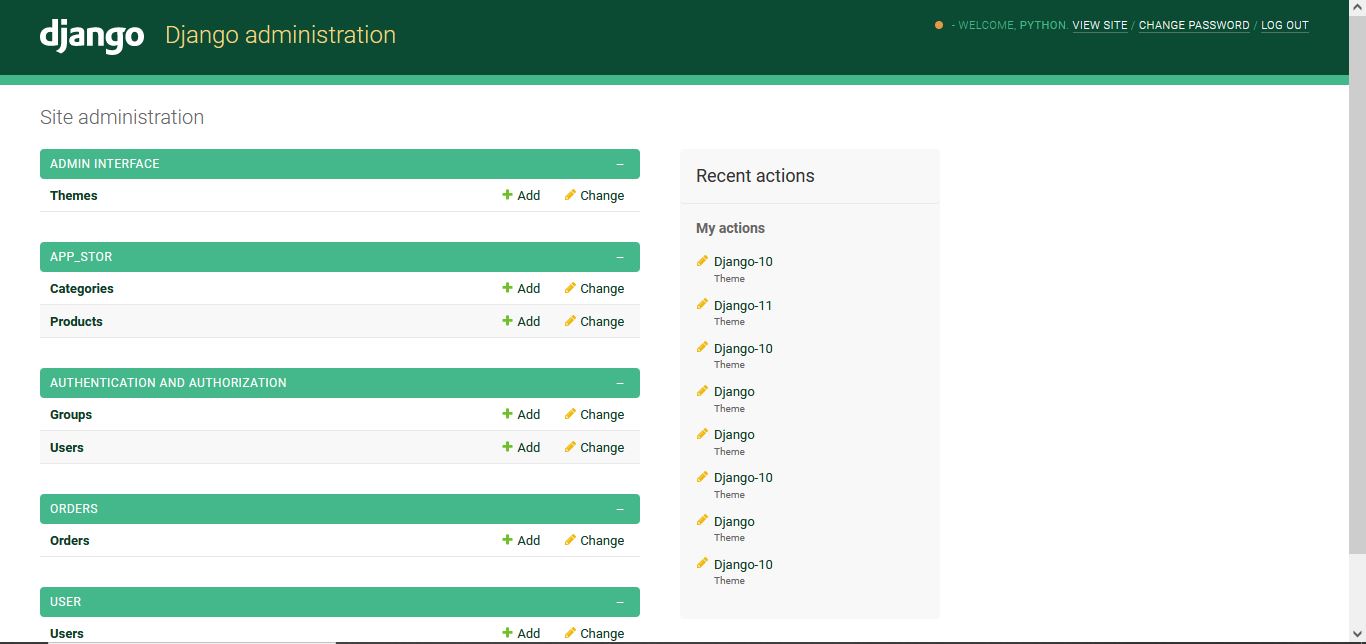 django Django administration
- WELCOME, PYTHON. VIEW SITE / CHANGE PASSWORD / LOG OUT
Site administration
ADMIN INTERFACE –
Themes Add Change
APP_STOR –
Categories Add Change
Products Add Change
AUTHENTICATION AND AUTHORIZATION –
Groups Add Change
Users Add Change
ORDERS –
Orders Add Change
USER –
Users Add Change
Recent actions
My actions
Django-10
Theme
Django-11
Theme
Django-10
Theme
Django
Theme
Django
Theme
Django-10
Theme
Django
Theme
Django-10
Theme